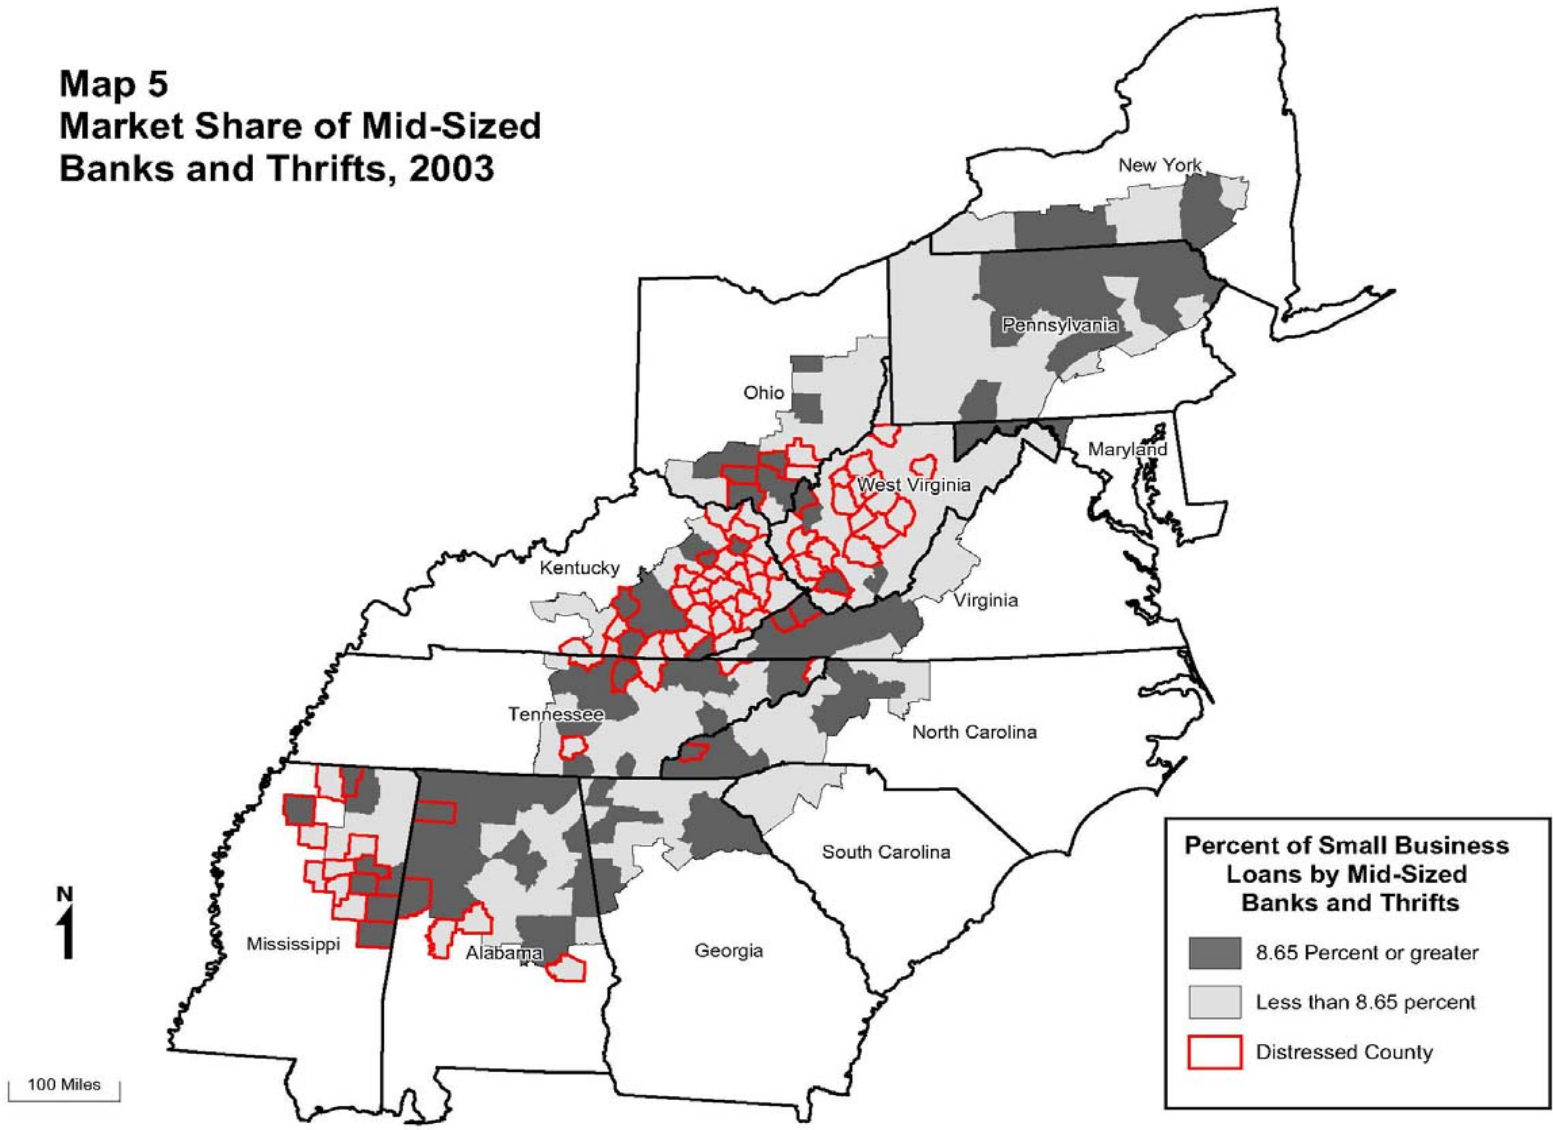 Map 5
Market Share of Mid-Sized
Banks and Thrifts, 2003
New York
Pennsylvania
Ohio
Maryland
West Virginia
Kentucky
Virginia
Tennessee
North Carolina
South Carolina
Mississippi
Alabama
Georgia
N
100 Miles
Percent of Small Business
Loans by Mid-Sized
Banks and Thrifts
8.65 Percent or greater
Less than 8.65 percent
Distressed County